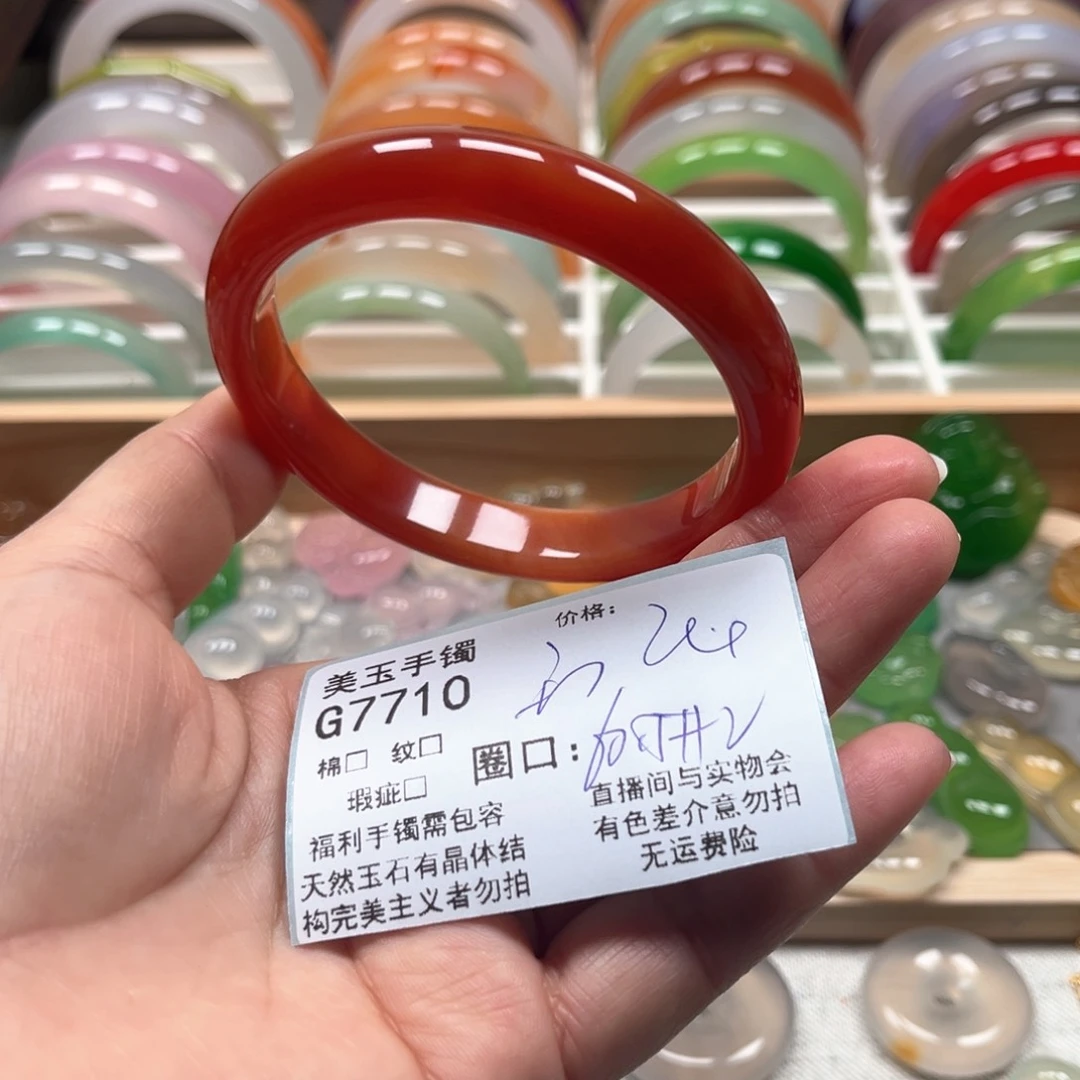 价格:
美玉手镯
G7710
棉□ 纹□
圈口:
瑕疵□
福利手镯需包容
天然玉石有晶体结
构完美主义者勿拍
直播间与实物会
有色差介意勿拍
无运费险